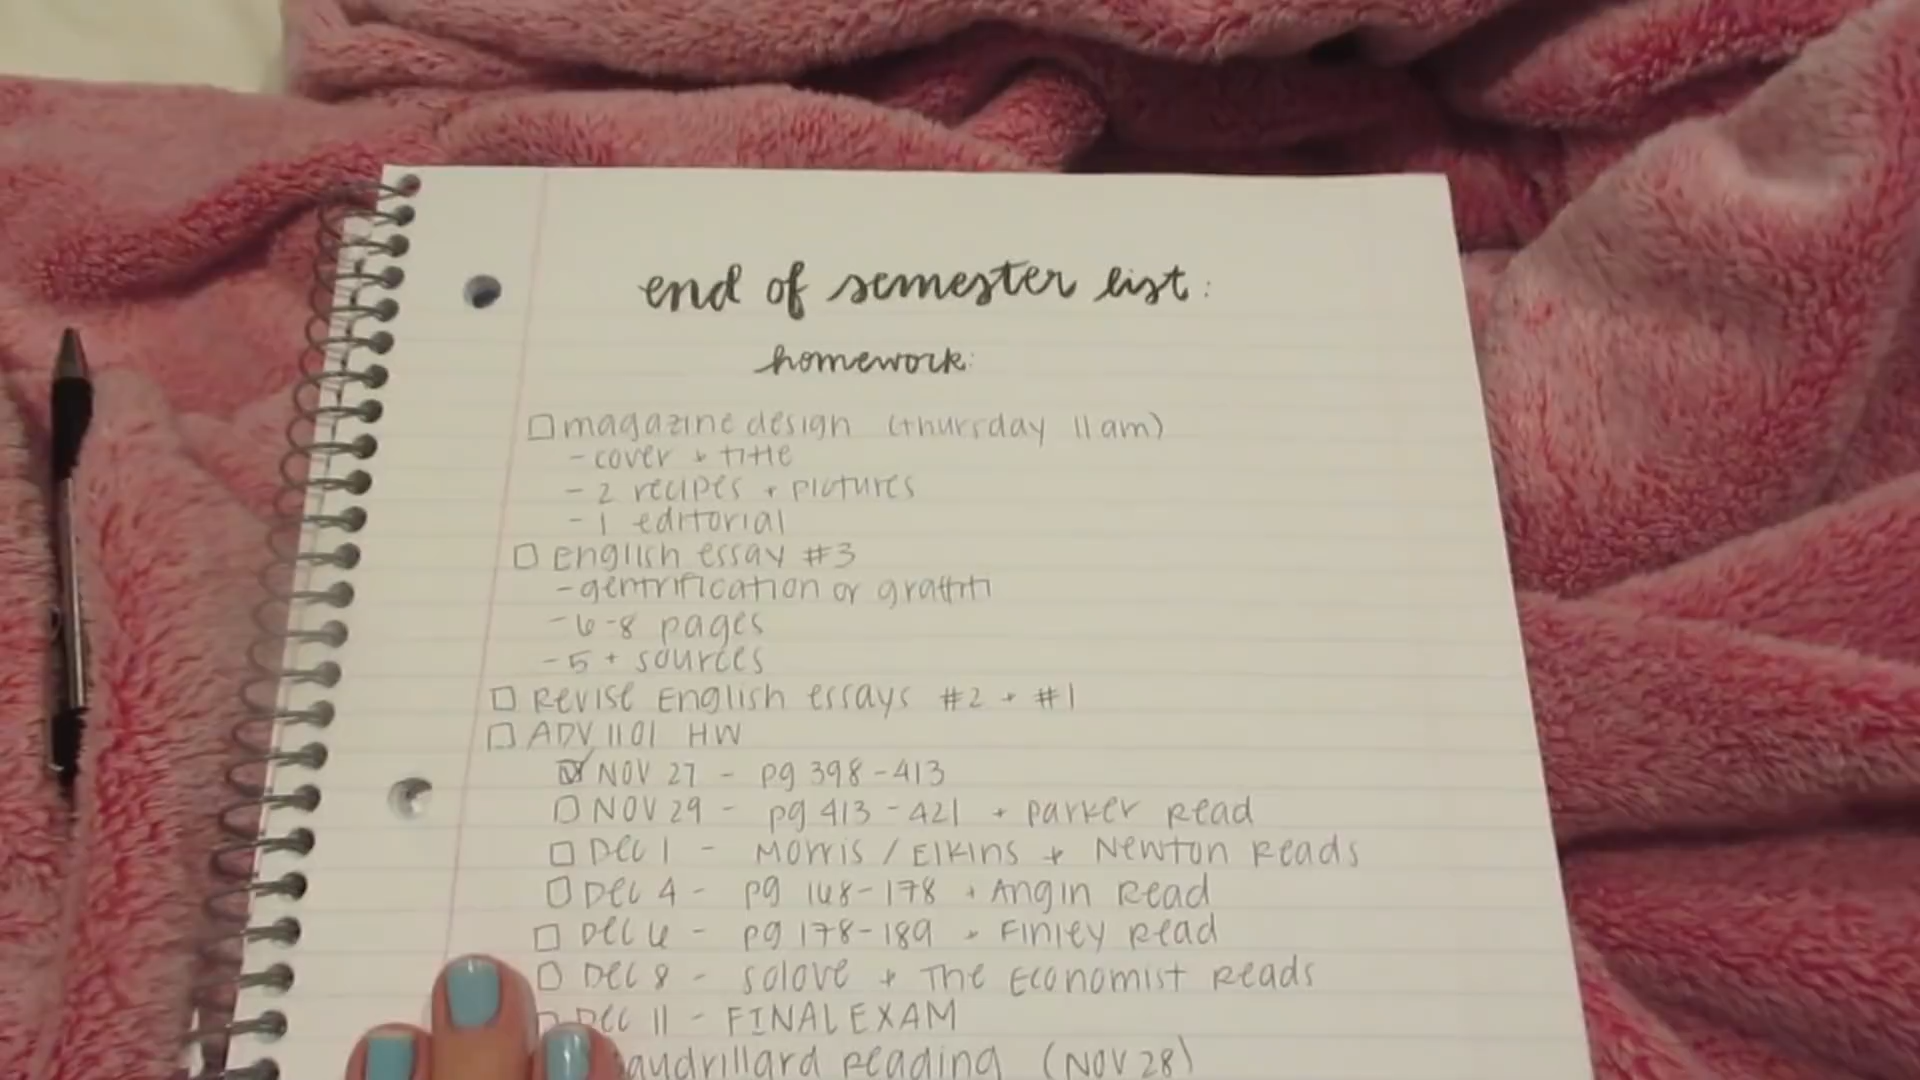 end of semester list:
homework:
□ magazine design (thursday 11am)
- cover + title
- 2 recipes + pictures
- 1 editorial
□ English essay #3
- gentrification or graffiti
- 6-8 pages
- 5+ sources
□ Revise English essays #2 + #1
□ ADV 1101 HW
☑ NOV 27 - pg 398-413
□ NOV 29 - pg 413-421 + Parker Read
□ Dec 1 - Morris/Elkins + Newton Reads
□ Dec 4 - pg 168-178 + Angin Read
□ Dec 6 - pg 178-189 + Finley Read
□ Dec 8 - Solove + The Economist Reads
□ Dec 11 - FINAL EXAM
Reading (NOV 28)